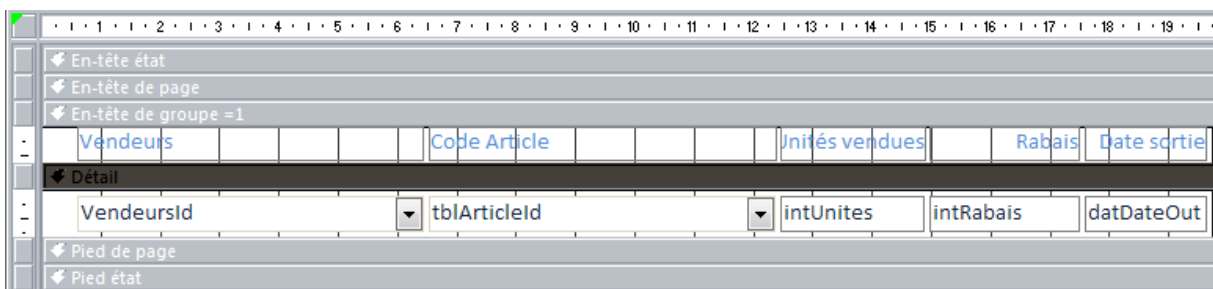 1 2 3 4 5 6 7 8 9 10 11 12 13 14 15 16 17 18 19
En-tête état
En-tête de page
En-tête de groupe =1
Vendeurs Code Article Unités vendues Rabais Date sortie
Détail
VendeursId tblArticleId intUnites intRabais datDateOut
Pied de page
Pied état